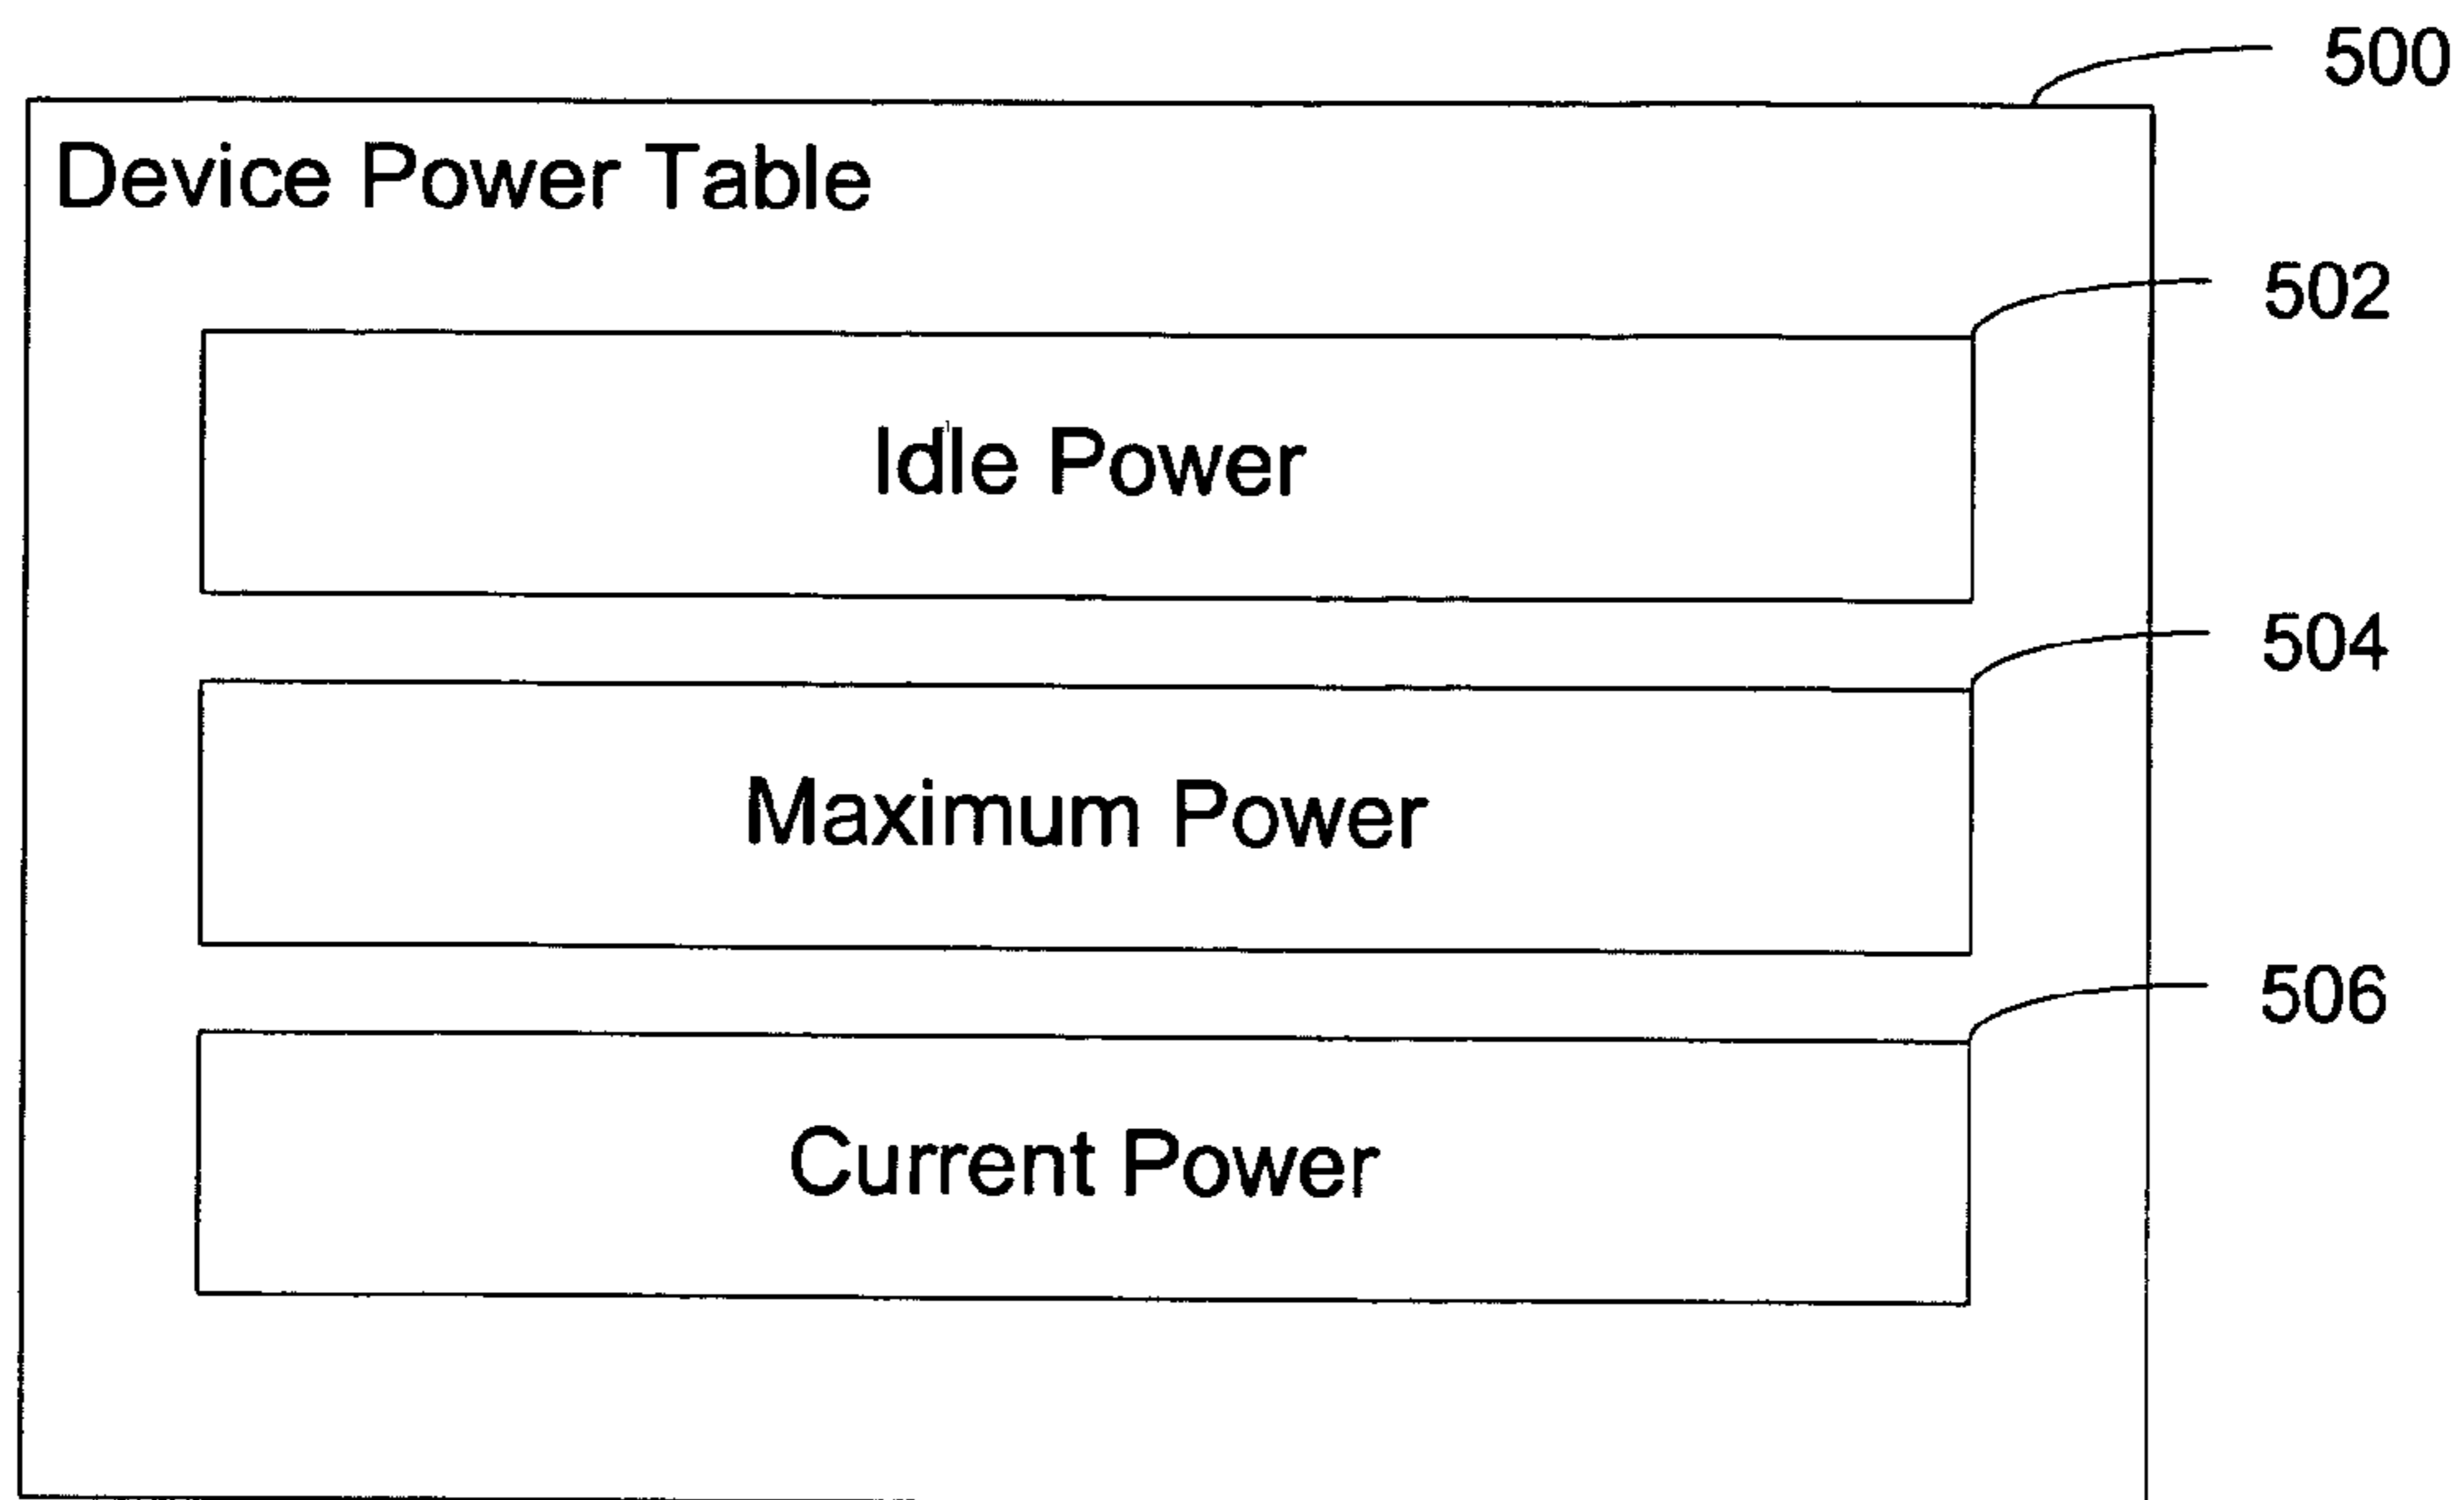 500
Device Power Table
502
Idle Power
504
Maximum Power
506
Current Power